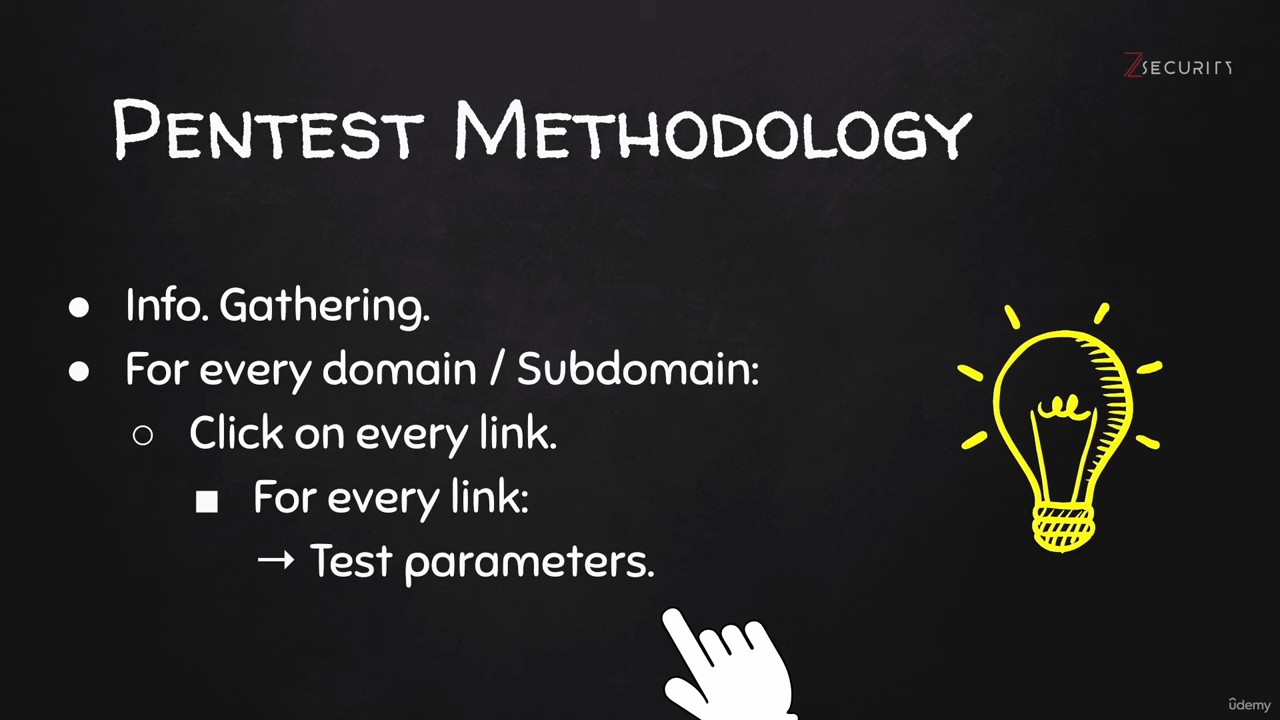 ZSECURITY
Pentest Methodology
● Info. Gathering.
● For every domain / Subdomain:
○ Click on every link.
■ For every link:
→ Test parameters.
ûdemy